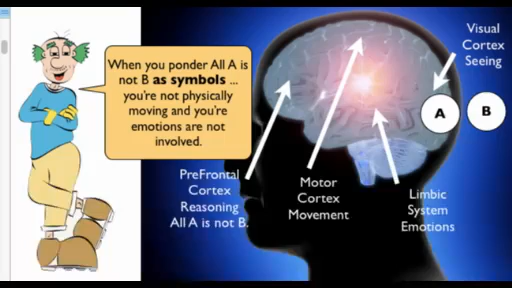 When you ponder All A is
not B as symbols ...
you're not physically
moving and you're
emotions are not
involved.
Visual
Cortex
Seeing
A
B
PreFrontal
Cortex
Reasoning
All A is not B.
Motor
Cortex
Movement
Limbic
System
Emotions